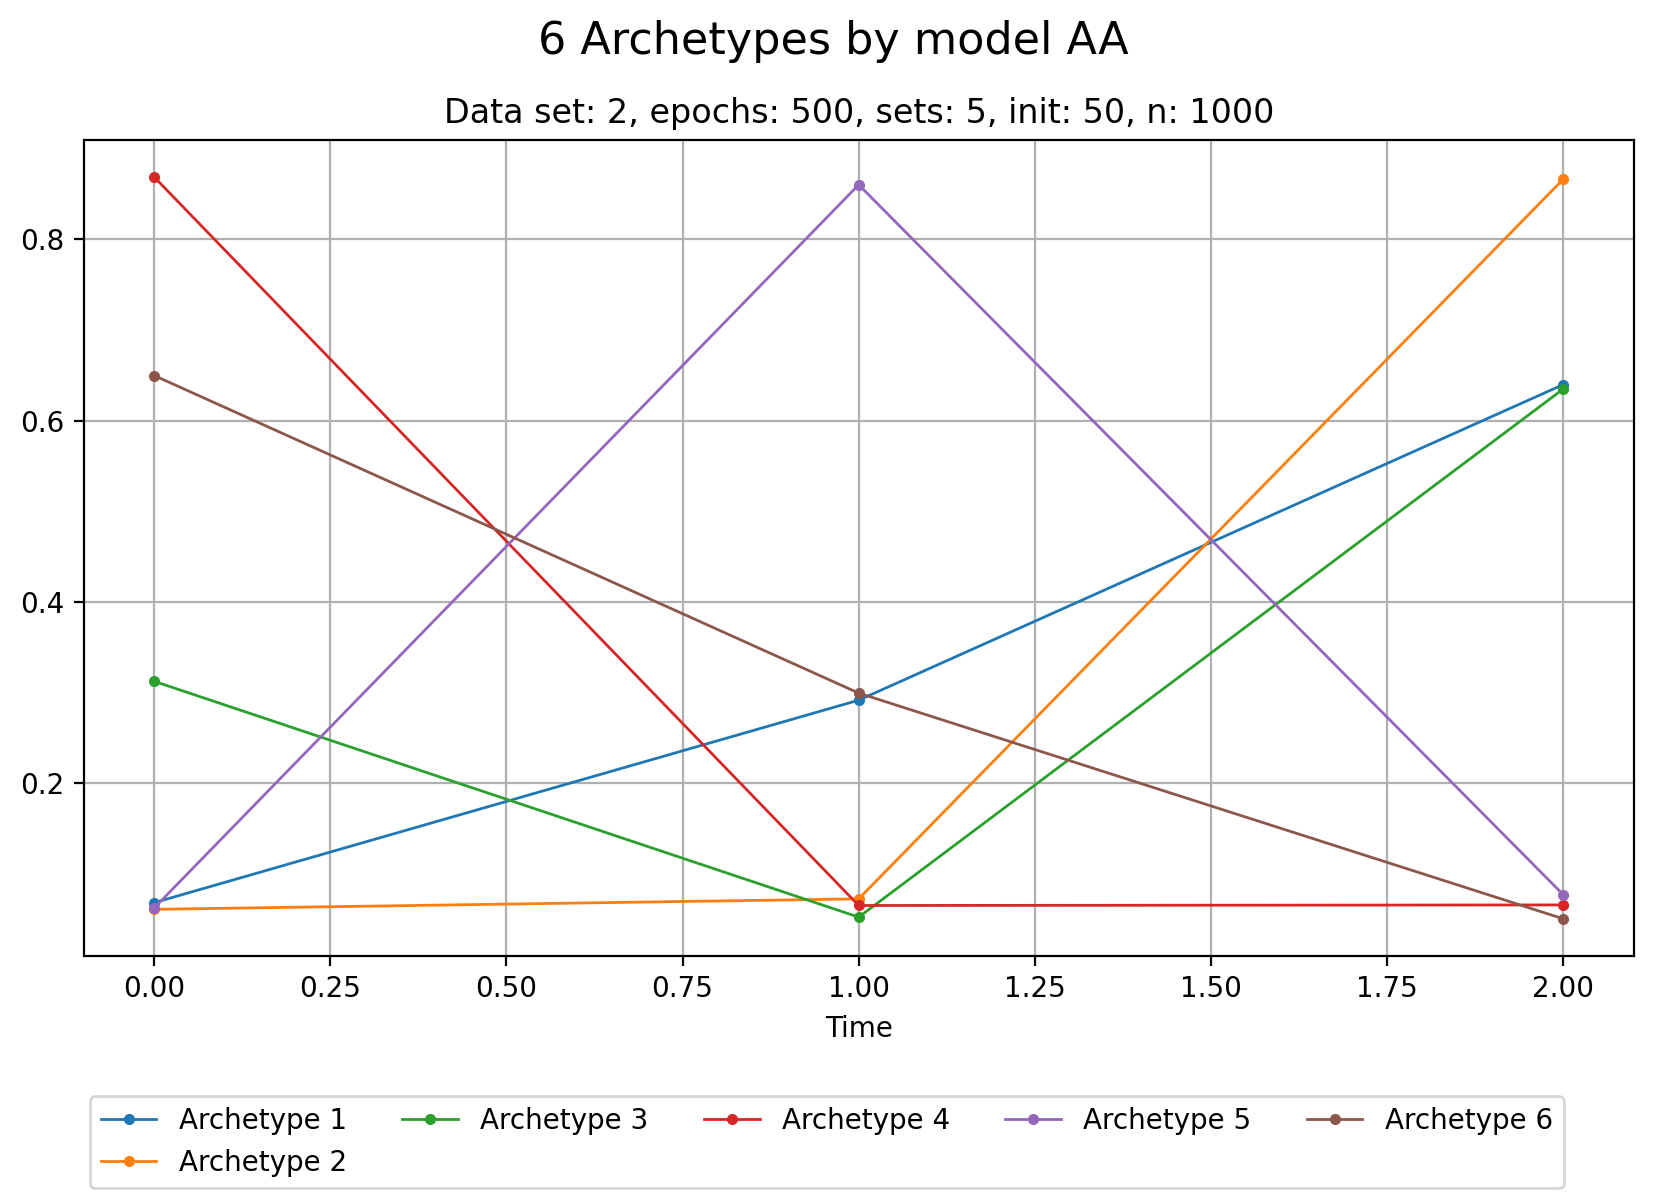 6 Archetypes by model AA
Data set: 2, epochs: 500, sets: 5, init: 50, n: 1000
0.8
0.6
0.4
0.2
0.00 0.25 0.50 0.75 1.00 1.25 1.50 1.75 2.00
Time
Archetype 1 Archetype 3 Archetype 4 Archetype 5 Archetype 6
Archetype 2